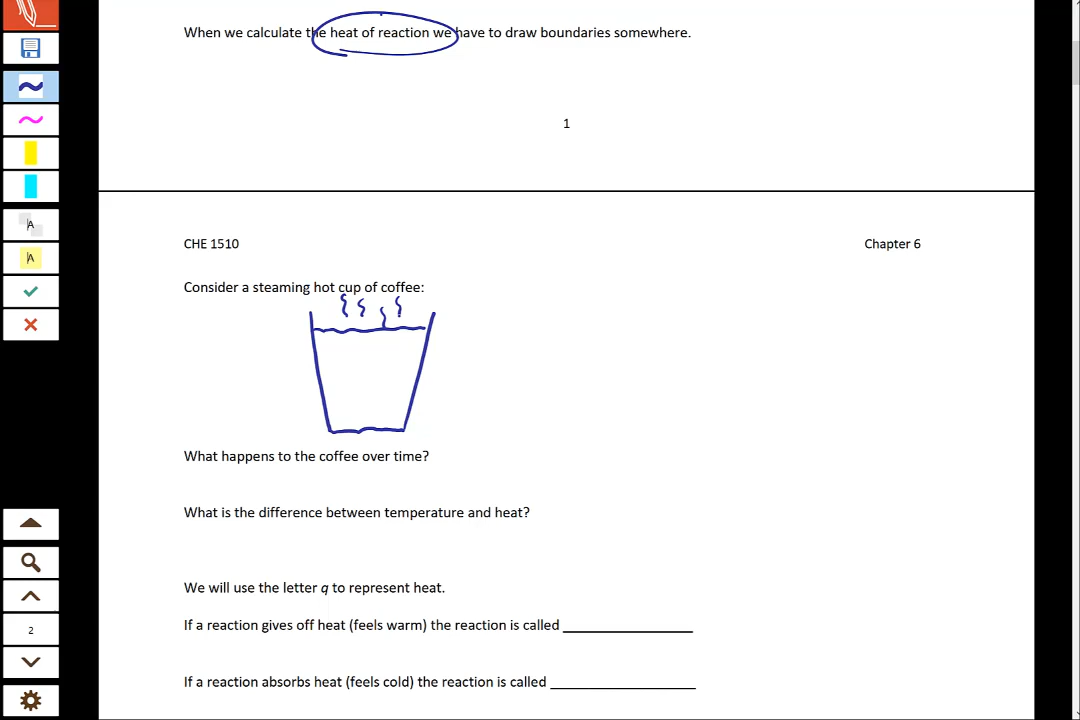 When we calculate the heat of reaction we have to draw boundaries somewhere.
1
CHE 1510 Chapter 6
Consider a steaming hot cup of coffee:
What happens to the coffee over time?
What is the difference between temperature and heat?
We will use the letter q to represent heat.
If a reaction gives off heat (feels warm) the reaction is called _______________
If a reaction absorbs heat (feels cold) the reaction is called _________________
A
A
2